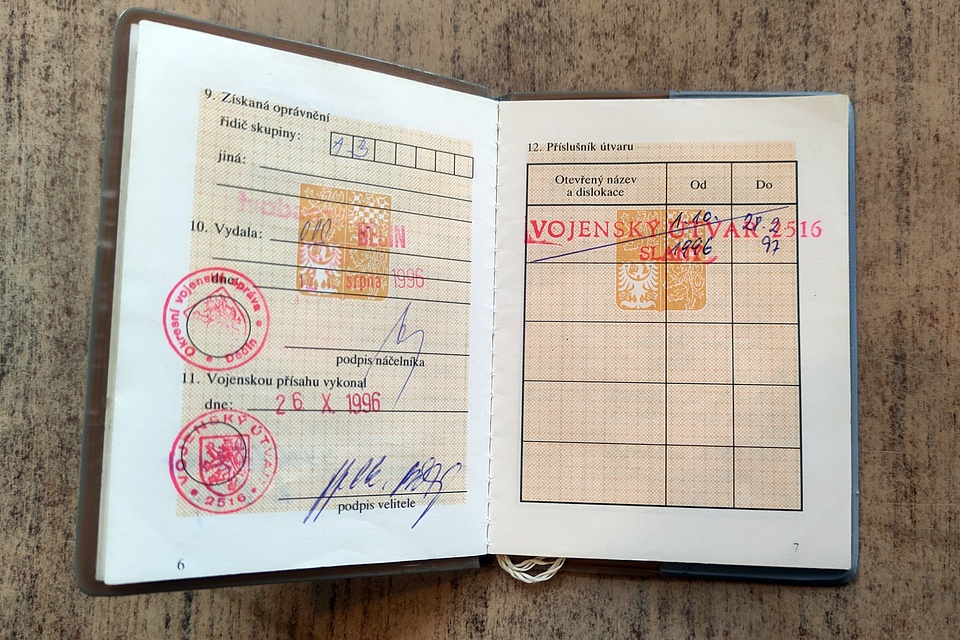 9. Získaná oprávnění
řidič skupiny: A B
jiná:
10. Vydala:
dne:
srpna 1996
Okresní vojenská správa Děčín
podpis náčelníka
11. Vojenskou přísahu vykonal
dne: 26. X. 1996
VOJENSKÝ ÚTVAR
2516
podpis velitele
6
12. Příslušník útvaru
Otevřený název
a dislokace
Od
Do
VOJENSKÝ ÚTVAR 2516
SLANÝ
1.10.
1996
28.2
97
7